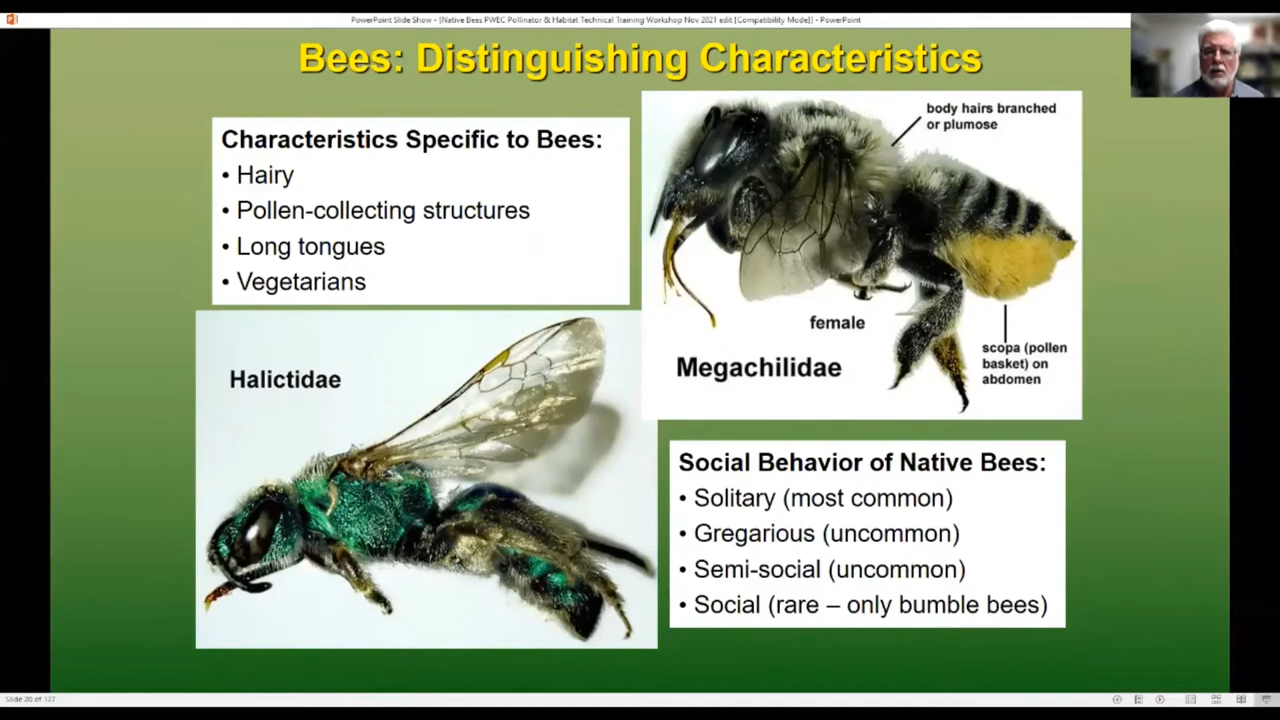 PowerPoint Slide Show - [Native Bees PWEC Pollinator & Habitat Technical Training Workshop Nov 2021 edit [Compatibility Mode]] - PowerPoint
Bees: Distinguishing Characteristics
Characteristics Specific to Bees:
• Hairy
• Pollen-collecting structures
• Long tongues
• Vegetarians
body hairs branched
or plumose
female
Megachilidae
scopa (pollen
basket) on
abdomen
Halictidae
Social Behavior of Native Bees:
• Solitary (most common)
• Gregarious (uncommon)
• Semi-social (uncommon)
• Social (rare – only bumble bees)
Slide 20 of 127